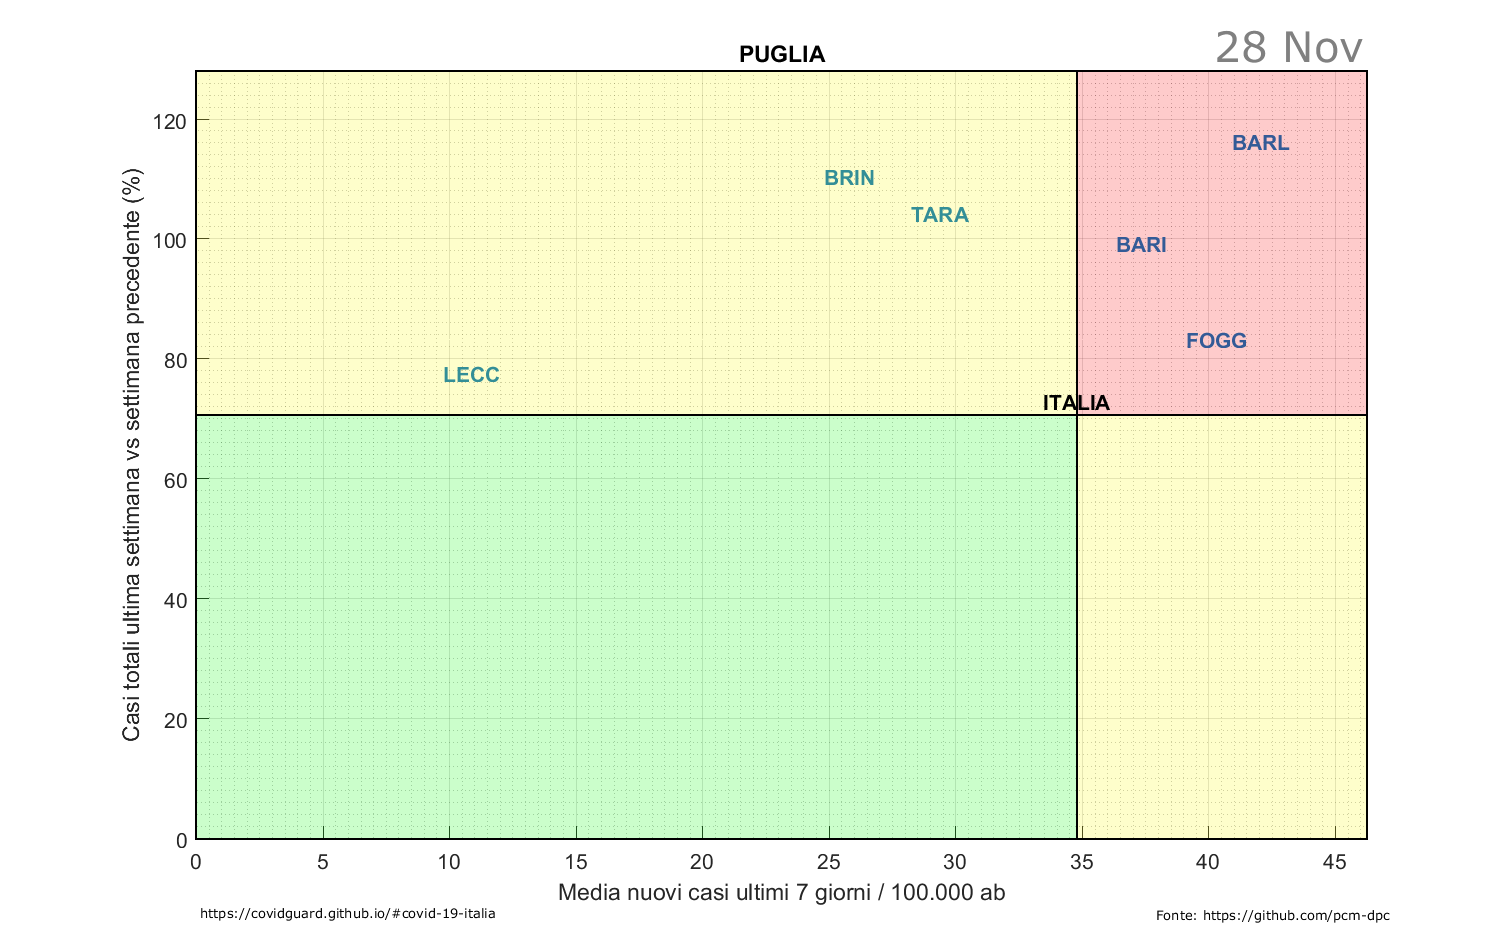 PUGLIA
28 Nov
Casi totali ultima settimana vs settimana precedente (%)
120
100
80
60
40
20
0
BARL
BRIN
TARA
BARI
FOGG
LECC
ITALIA
0 5 10 15 20 25 30 35 40 45
Media nuovi casi ultimi 7 giorni / 100.000 ab
https://covidguard.github.io/#covid-19-italia
Fonte: https://github.com/pcm-dpc